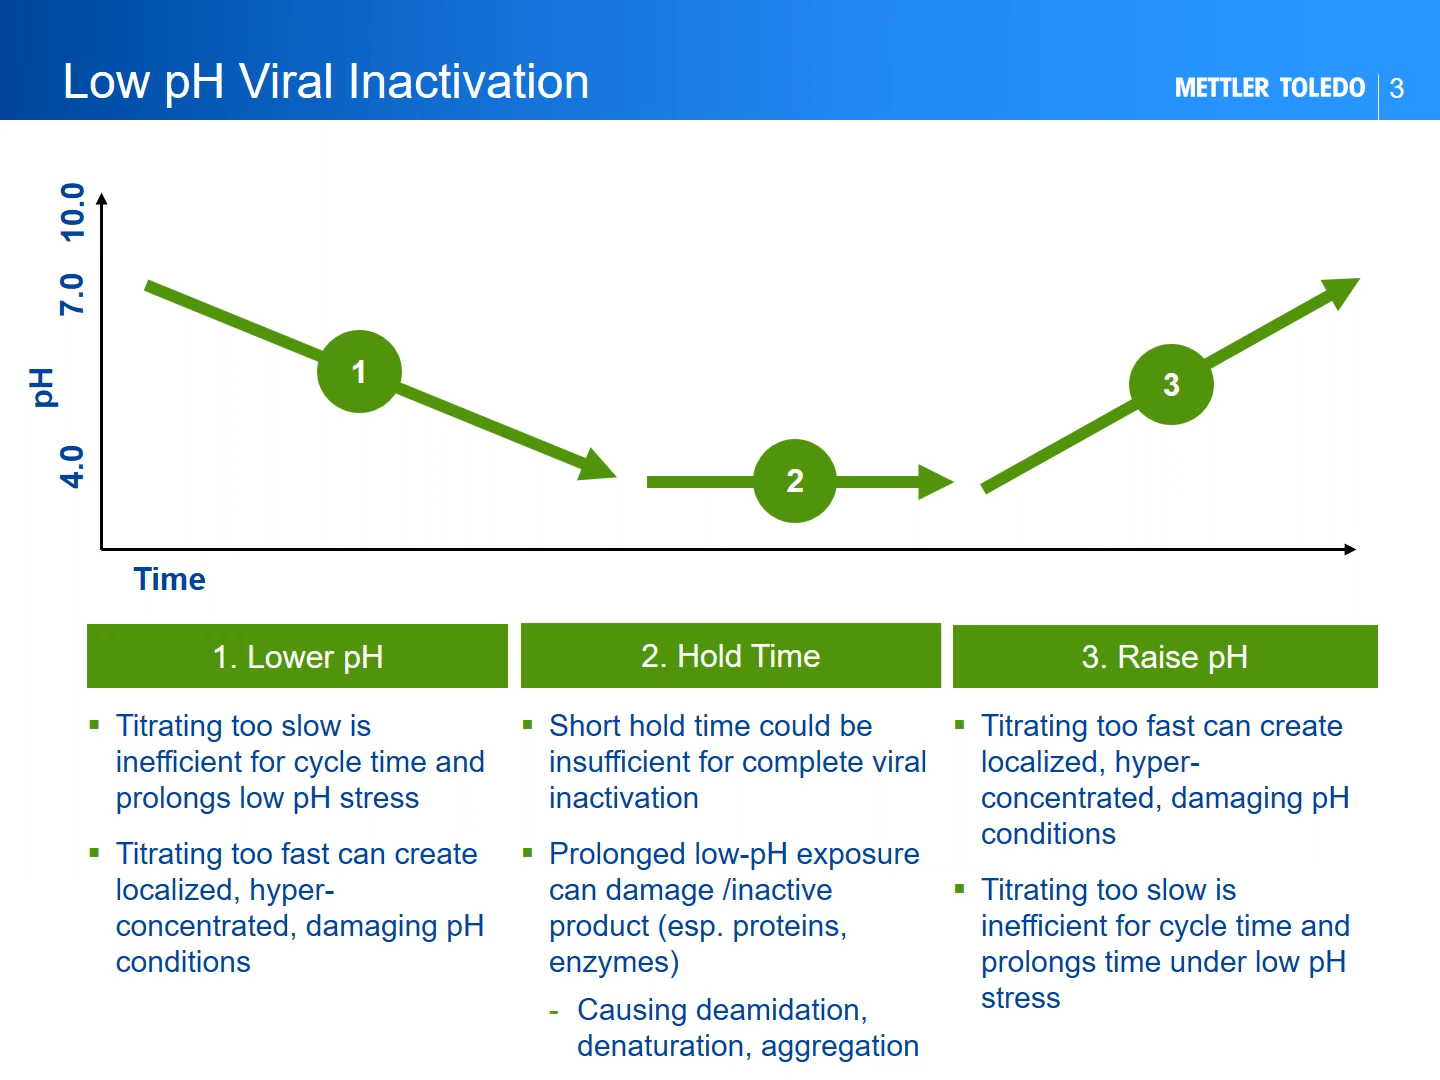 Low pH Viral Inactivation
METTLER TOLEDO
3
10.0
7.0
pH
4.0
1
2
3
Time
1. Lower pH
▪ Titrating too slow is
inefficient for cycle time and
prolongs low pH stress
▪ Titrating too fast can create
localized, hyper-
concentrated, damaging pH
conditions
2. Hold Time
▪ Short hold time could be
insufficient for complete viral
inactivation
▪ Prolonged low-pH exposure
can damage /inactive
product (esp. proteins,
enzymes)
- Causing deamidation,
denaturation, aggregation
3. Raise pH
▪ Titrating too fast can create
localized, hyper-
concentrated, damaging pH
conditions
▪ Titrating too slow is
inefficient for cycle time and
prolongs time under low pH
stress